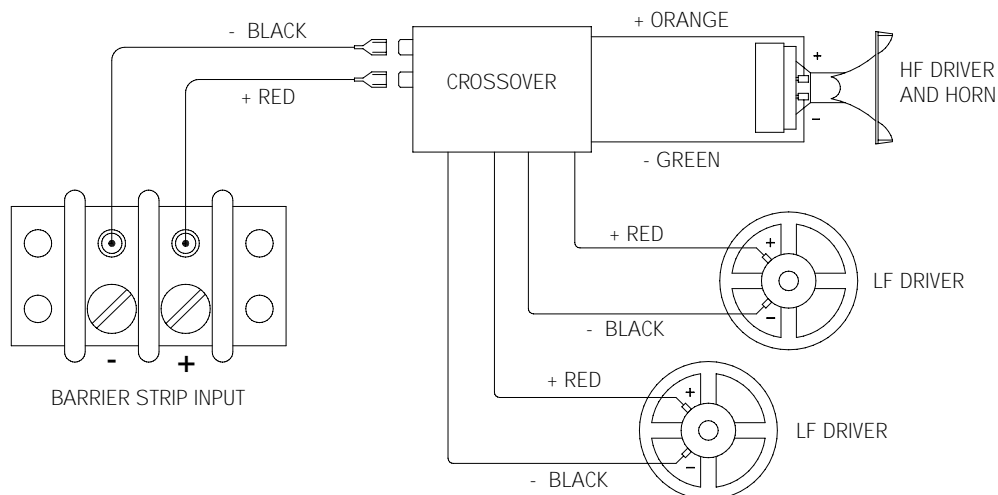 + ORANGE
- BLACK
+
CROSSOVER
HF DRIVER
AND HORN
+ RED
-
- GREEN
+ RED
+
LF DRIVER
-
- BLACK
- +
+ RED
+
BARRIER STRIP INPUT
LF DRIVER
-
- BLACK